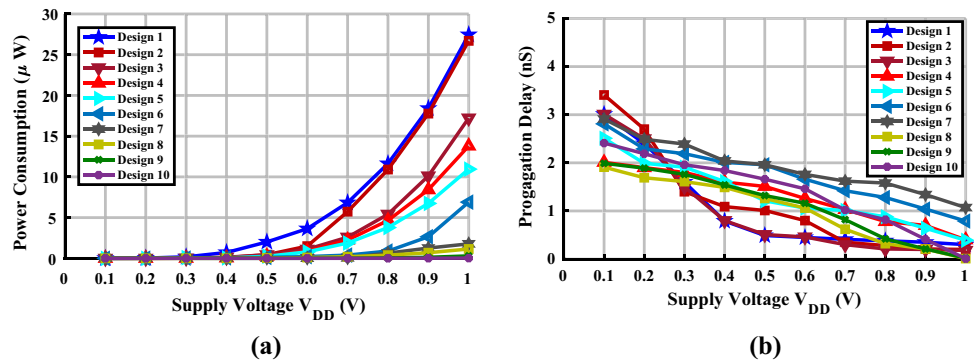 30
25
20
15
10
5
0
Power Consumption (μ W)
Design 1
Design 2
Design 3
Design 4
Design 5
Design 6
Design 7
Design 8
Design 9
Design 10
0 0.1 0.2 0.3 0.4 0.5 0.6 0.7 0.8 0.9 1
Supply Voltage VDD (V)
(a)
5
4
3
2
1
0
Progagation Delay (nS)
Design 1
Design 2
Design 3
Design 4
Design 5
Design 6
Design 7
Design 8
Design 9
Design 10
0 0.1 0.2 0.3 0.4 0.5 0.6 0.7 0.8 0.9 1
Supply Voltage VDD (V)
(b)